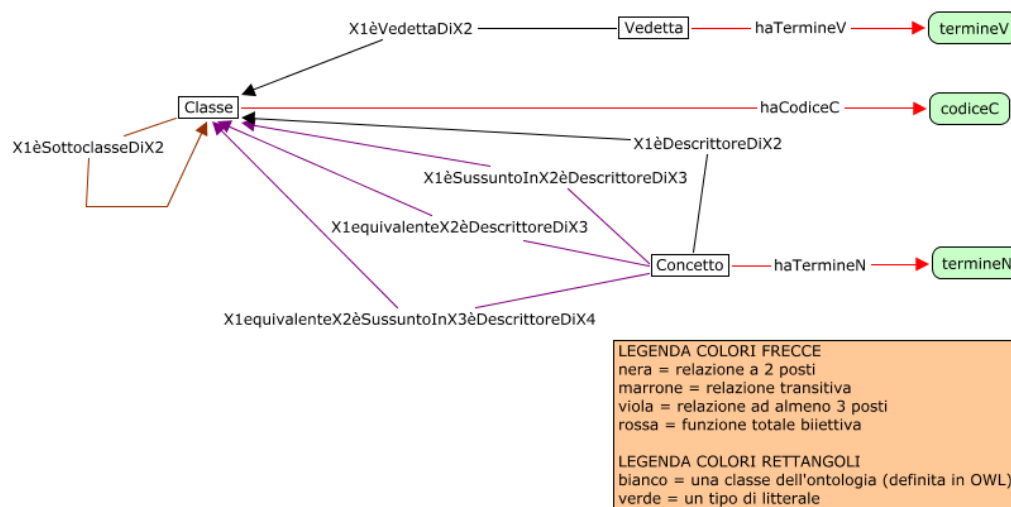 X1èVedettaDiX2
Vedetta
haTermineV
termineV
Classe
haCodiceC
codiceC
X1èSottoclasseDiX2
X1èDescrittoreDiX2
X1èSussuntoInX2èDescrittoreDiX3
X1equivalenteX2èDescrittoreDiX3
Concetto
haTermineN
termineN
X1equivalenteX2èSussuntoInX3èDescrittoreDiX4
LEGENDA COLORI FRECCE
nera = relazione a 2 posti
marrone = relazione transitiva
viola = relazione ad almeno 3 posti
rossa = funzione totale biiettiva
LEGENDA COLORI RETTANGOLI
bianco = una classe dell'ontologia (definita in OWL)
verde = un tipo di litterale